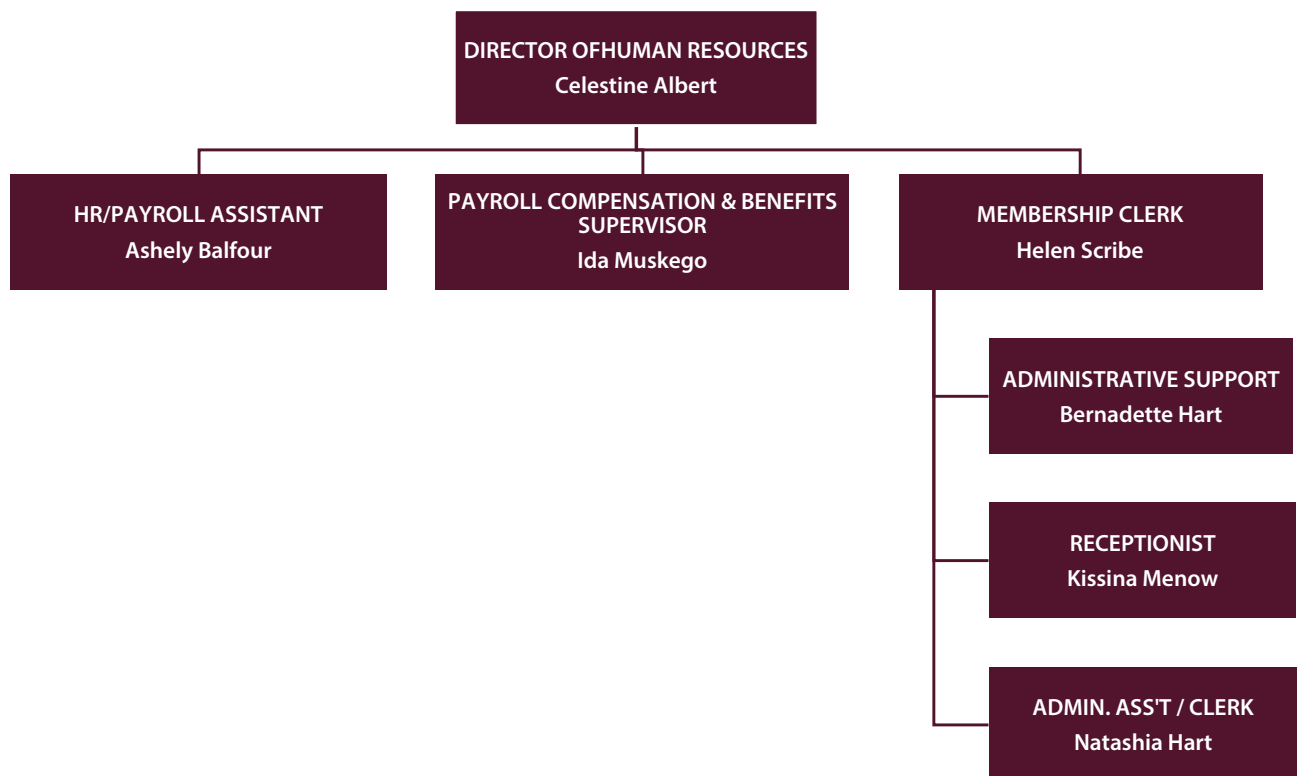 DIRECTOR OFHUMAN RESOURCES
Celestine Albert
HR/PAYROLL ASSISTANT
Ashely Balfour
PAYROLL COMPENSATION & BENEFITS
SUPERVISOR
Ida Muskego
MEMBERSHIP CLERK
Helen Scribe
ADMINISTRATIVE SUPPORT
Bernadette Hart
RECEPTIONIST
Kissina Menow
ADMIN. ASS'T / CLERK
Natashia Hart